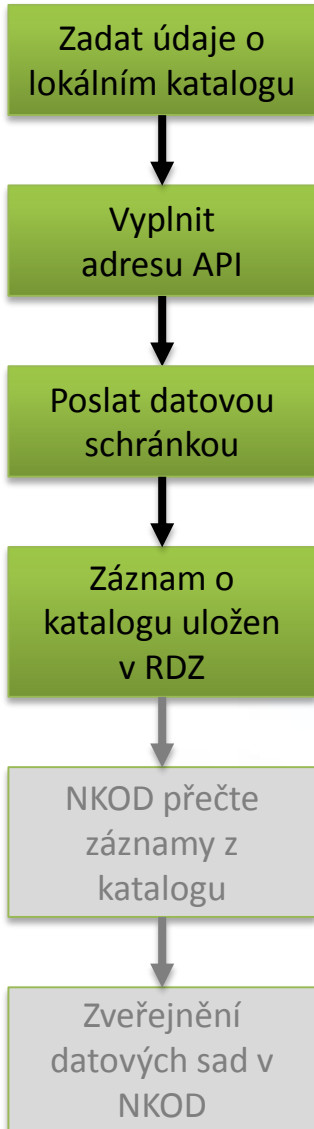 Zadat údaje o
lokálním katalogu
Vyplnit
adresu API
Poslat datovou
schránkou
Záznam o
katalogu uložen
v RDZ
NKOD přečte
záznamy z
katalogu
Zveřejnění
datových sad v
NKOD